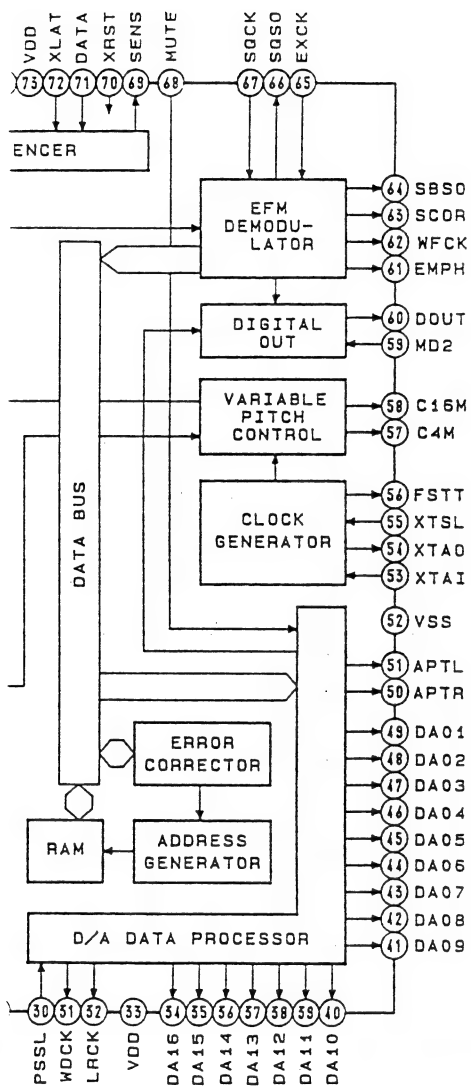 VDD
XLAT
DATA
XRST
SENS
MUTE
SQCK
SQSO
EXCK
73
72
71
70
69
68
67
66
65
ENCER
EFM
DEMODU-
LATOR
64 SBSO
63 SCOR
62 WFCK
61 EMPH
DIGITAL
OUT
60 DOUT
59 MD2
VARIABLE
PITCH
CONTROL
58 C16M
57 C4M
CLOCK
GENERATOR
56 FSTT
55 XTSL
54 XTAO
53 XTAI
DATA BUS
52 VSS
51 APTL
50 APTR
ERROR
CORRECTOR
RAM
ADDRESS
GENERATOR
49 DA01
48 DA02
47 DA03
46 DA04
45 DA05
44 DA06
43 DA07
42 DA08
41 DA09
D/A DATA PROCESSOR
30
31
32
33
34
35
36
37
38
39
40
PSSL
WDCK
LRCK
VDD
DA16
DA15
DA14
DA13
DA12
DA11
DA10